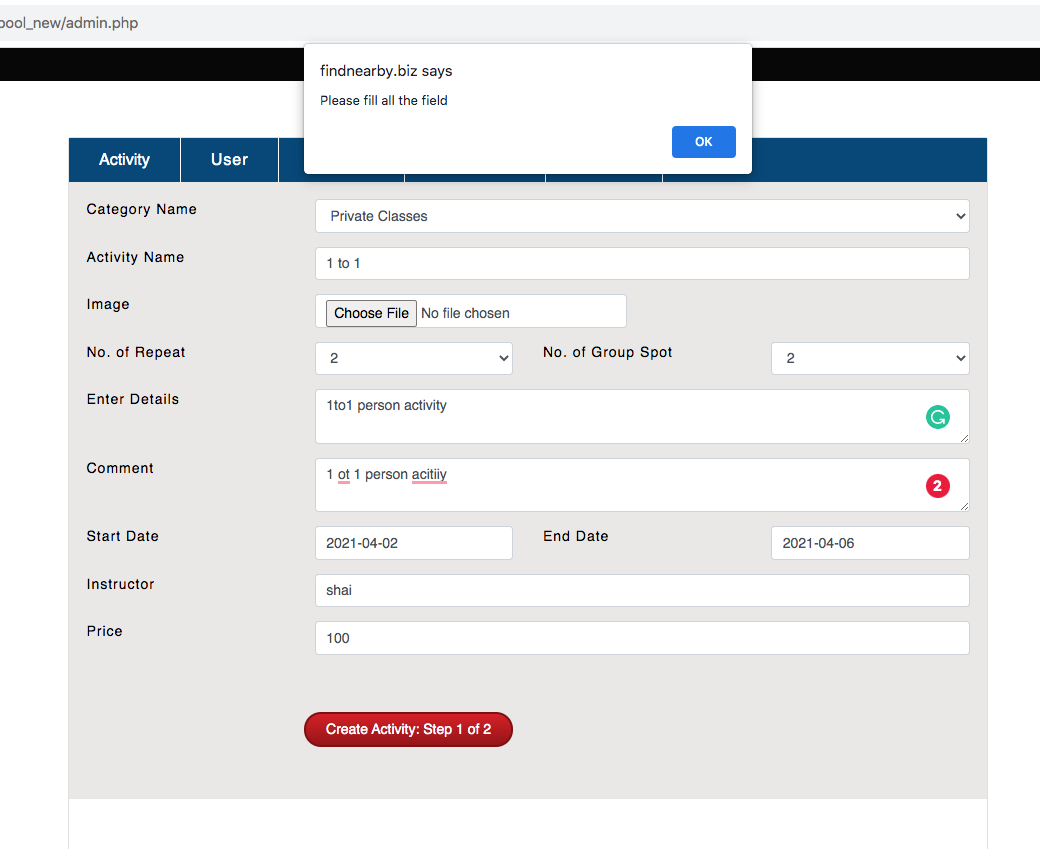 pool_new/admin.php
findnearby.biz says
Please fill all the field
OK
Activity User
Category Name Private Classes
Activity Name 1 to 1
Image Choose File No file chosen
No. of Repeat 2 No. of Group Spot 2
Enter Details 1to1 person activity
Comment 1 ot 1 person acitiiy 2
Start Date 2021-04-02 End Date 2021-04-06
Instructor shai
Price 100
Create Activity: Step 1 of 2